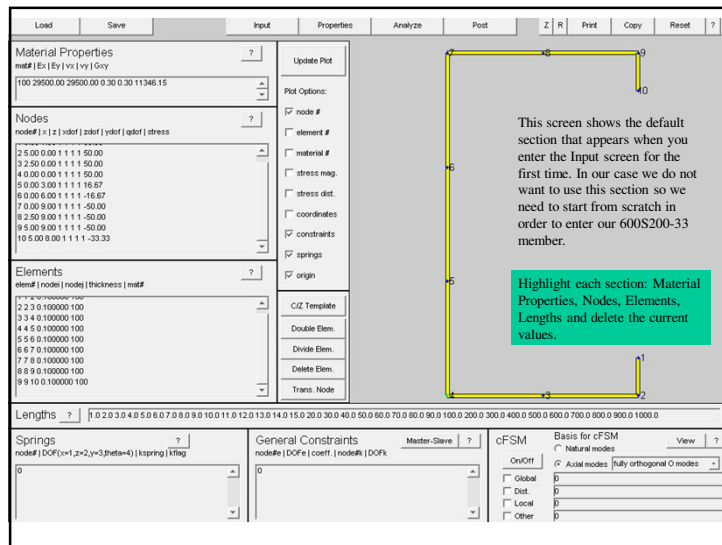 Load Save Input Properties Analyze Post Z R Print Copy Reset ?
Material Properties ?
mat# | Ex | Ey | vx | vy | Gxy
100 29500.00 29500.00 0.30 0.30 11346.15
Nodes ?
node# | x | z | xdof | zdof | ydof | qdof | stress
2 5.00 0.00 1 1 1 1 50.00
3 2.50 0.00 1 1 1 1 50.00
4 0.00 0.00 1 1 1 1 50.00
5 0.00 3.00 1 1 1 1 16.67
6 0.00 6.00 1 1 1 1 -16.67
7 0.00 9.00 1 1 1 1 -50.00
8 2.50 9.00 1 1 1 1 -50.00
9 5.00 9.00 1 1 1 1 -50.00
10 5.00 8.00 1 1 1 1 -33.33
Elements ?
elem# | nodei | nodej | thickness | mat#
1 1 2 0.100000 100
2 2 3 0.100000 100
3 3 4 0.100000 100
4 4 5 0.100000 100
5 5 6 0.100000 100
6 6 7 0.100000 100
7 7 8 0.100000 100
8 8 9 0.100000 100
9 9 10 0.100000 100
Update Plot
Plot Options:
node #
element #
material #
stress mag.
stress dist.
coordinates
constraints
springs
origin
C/Z Template
Double Elem.
Divide Elem.
Delete Elem.
Trans. Node
7 8 9
10
6
5
1
4 3 2
This screen shows the default
section that appears when you
enter the Input screen for the
first time. In our case we do not
want to use this section so we
need to start from scratch in
order to enter our 600S200-33
member.
Highlight each section: Material
Properties, Nodes, Elements,
Lengths and delete the current
values.
Lengths ? 1.0 2.0 3.0 4.0 5.0 6.0 7.0 8.0 9.0 10.0 11.0 12.0 13.0 14.0 15.0 20.0 30.0 40.0 50.0 60.0 70.0 80.0 90.0 100.0 200.0 300.0 400.0 500.0 600.0 700.0 800.0 900.0 1000.0
Springs ?
node# | DOF(x=1,z=2,y=3,theta=4) | kspring | kflag
0
General Constraints Master-Slave ?
node#e | DOFe | coeff. | node#k | DOFk
0
cFSM Basis for cFSM View ?
Natural modes
On/Off Axial modes fully orthogonal O modes
Global 0
Dist. 0
Local 0
Other 0